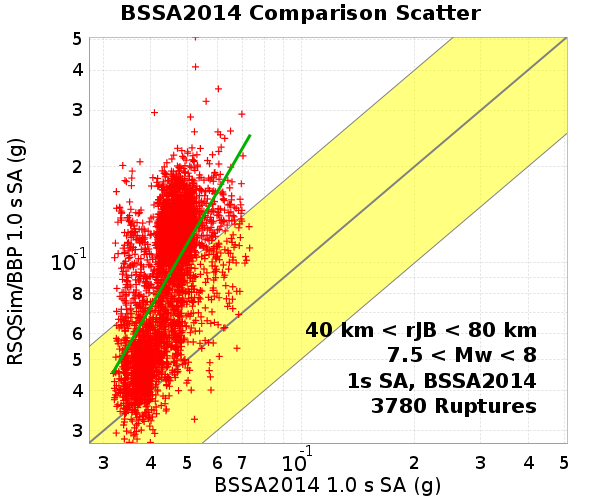 BSSA2014 Comparison Scatter
RSQSim/BBP 1.0 s SA (g)
5
4
3
2
10-1
8
6
5
4
3
40 km < rJB < 80 km
7.5 < Mw < 8
1s SA, BSSA2014
3780 Ruptures
3 4 5 6 7 10-1 2 3 4 5
BSSA2014 1.0 s SA (g)